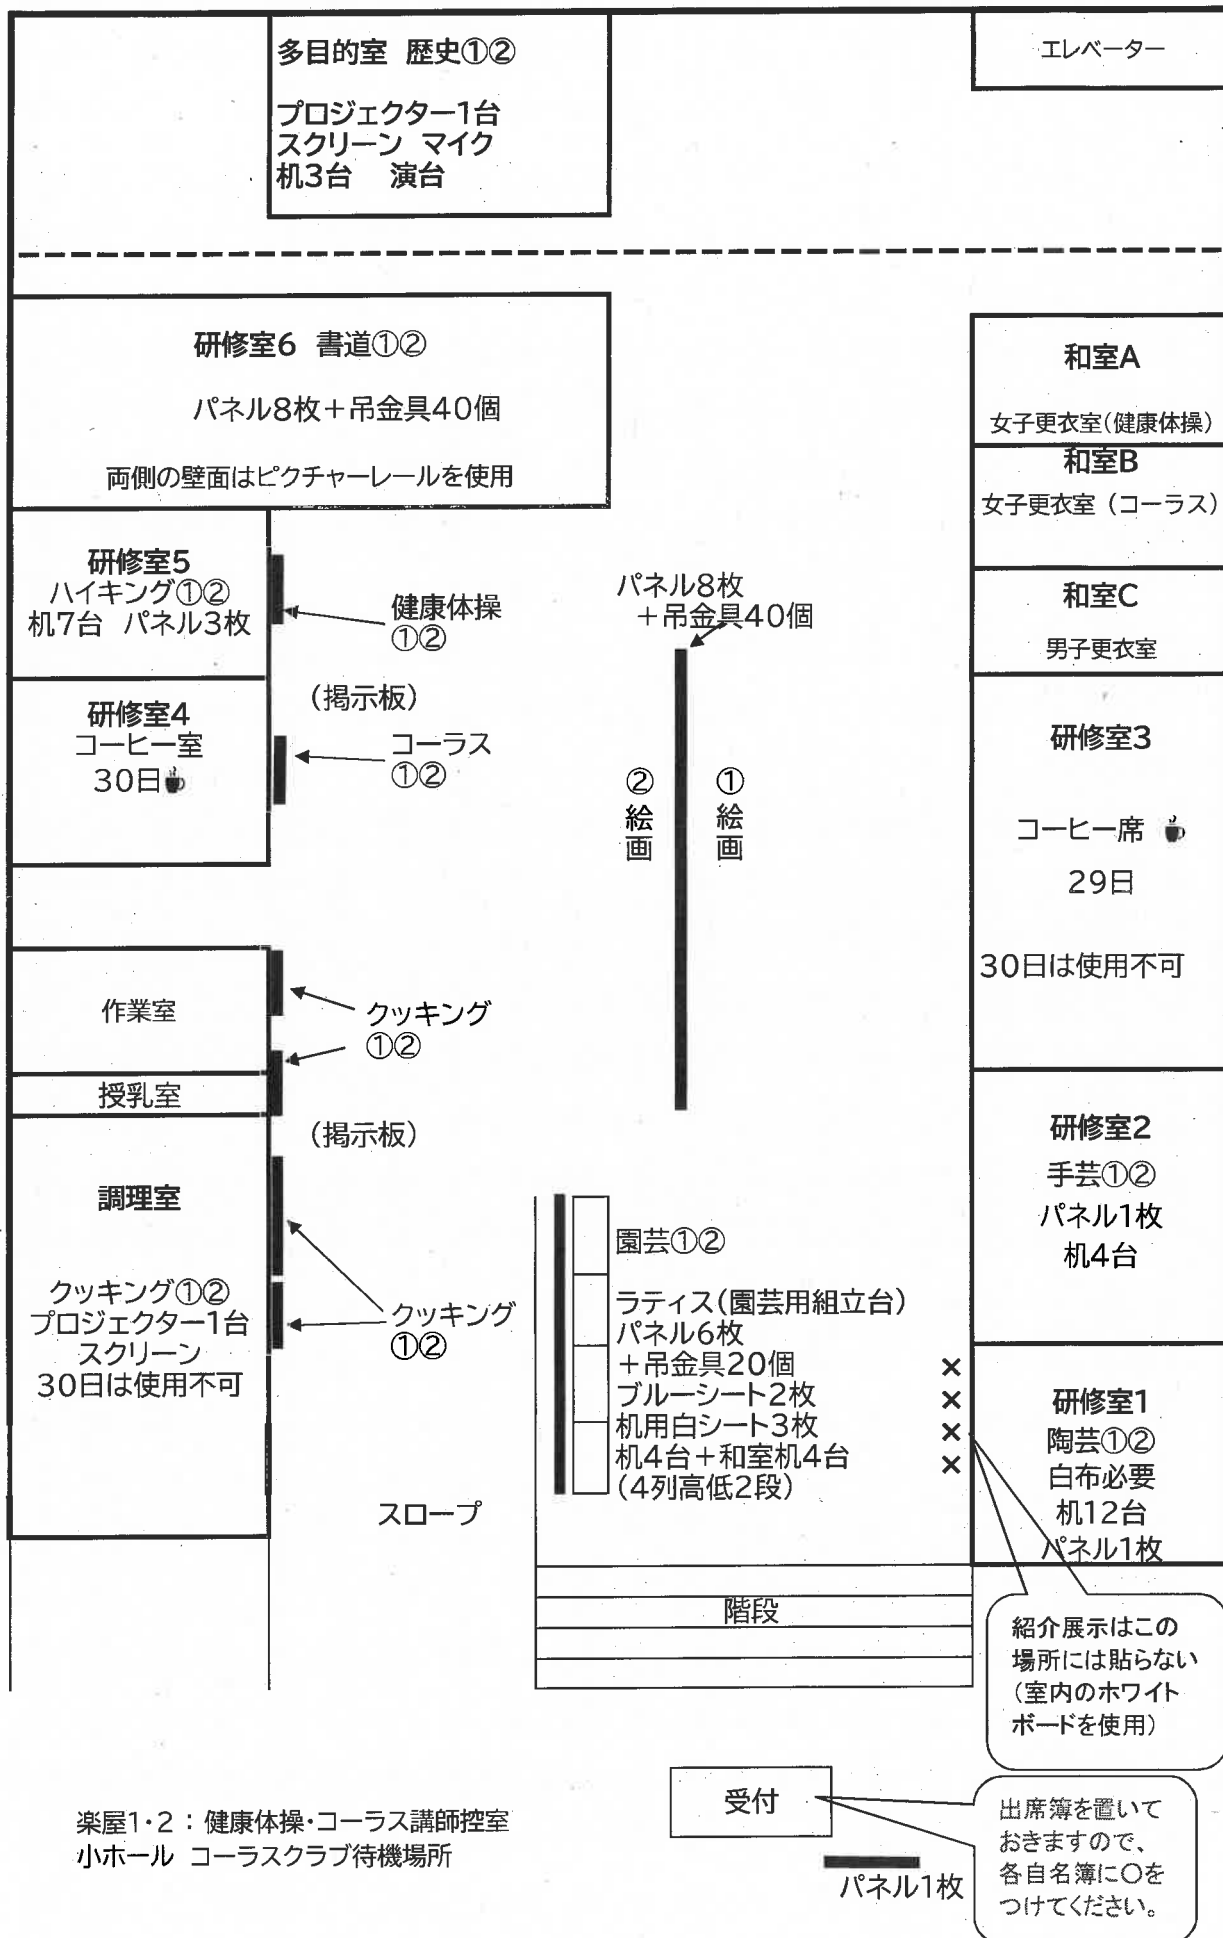 多目的室 歴史①②
プロジェクター1台
スクリーン マイク
机3台 演台
エレベーター
研修室6 書道①②
パネル8枚＋吊金具40個
両側の壁面はピクチャーレールを使用
和室A
女子更衣室(健康体操)
和室B
女子更衣室（コーラス）
和室C
男子更衣室
研修室5
ハイキング①②
机7台 パネル3枚
健康体操
①②
(掲示板)
研修室4
コーヒー室
30日
コーラス
①②
パネル8枚
＋吊金具40個
②絵画
①絵画
研修室3
コーヒー席
29日
30日は使用不可
作業室
クッキング
①②
授乳室
(掲示板)
調理室
クッキング①②
プロジェクター1台
スクリーン
30日は使用不可
クッキング
①②
スロープ
園芸①②
ラティス(園芸用組立台)
パネル6枚
＋吊金具20個
ブルーシート2枚
机用白シート3枚
机4台＋和室机4台
(4列高低2段)
×
×
×
×
研修室2
手芸①②
パネル1枚
机4台
研修室1
陶芸①②
白布必要
机12台
パネル1枚
階段
紹介展示はこの
場所には貼らない
（室内のホワイト
ボードを使用）
受付
出席簿を置いて
おきますので、
各自名簿に〇を
つけてください。
パネル1枚
楽屋1・2：健康体操・コーラス講師控室
小ホール コーラスクラブ待機場所